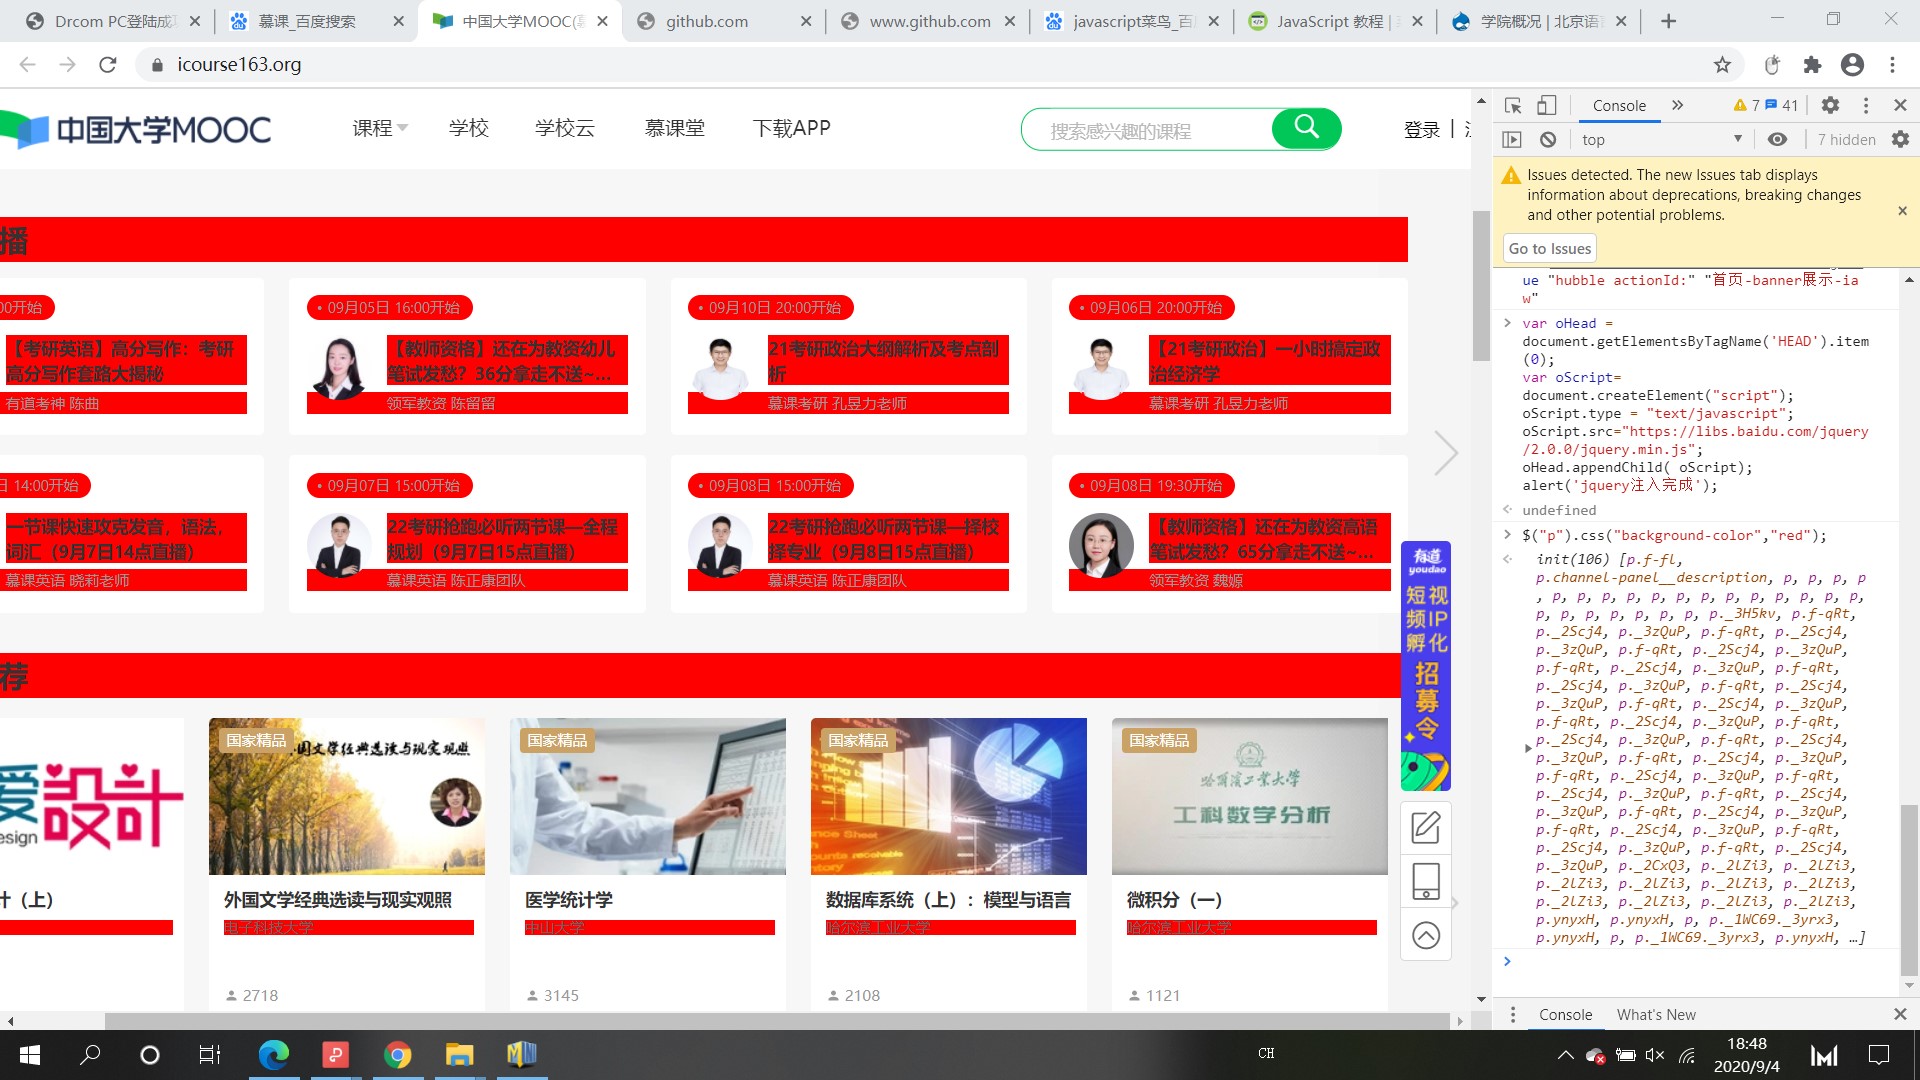 Drcom PC登陆成
慕课_百度搜索
中国大学MOOC(
github.com
www.github.com
javascript菜鸟_百
JavaScript 教程 |
学院概况 | 北京语
icourse163.org
中国大学MOOC
课程
学校
学校云
慕课堂
下载APP
搜索感兴趣的课程
登录 |
播
00开始
• 09月05日 16:00开始
• 09月10日 20:00开始
• 09月06日 20:00开始
【考研英语】高分写作：考研
高分写作套路大揭秘
有道考神 陈曲
【教师资格】还在为教资幼儿
笔试发愁？36分拿走不送~...
领军教资 陈留留
21考研政治大纲解析及考点剖
析
慕课考研 孔昱力老师
【21考研政治】一小时搞定政
治经济学
慕课考研 孔昱力老师
日 14:00开始
• 09月07日 15:00开始
• 09月08日 15:00开始
• 09月08日 19:30开始
一节课快速攻克发音，语法，
词汇（9月7日14点直播）
慕课英语 晓莉老师
22考研抢跑必听两节课—全程
规划（9月7日15点直播）
慕课英语 陈正康团队
22考研抢跑必听两节课—择校
择专业（9月8日15点直播）
慕课英语 陈正康团队
【教师资格】还在为教资高语
笔试发愁？65分拿走不送~...
领军教资 魏嫄
有道
youdao
短视
频IP
孵化
招
募
令
荐
爱設計
esign
国家精品
国文学经典选读与现实观照
国家精品
国家精品
国家精品
哈爾濱工業大学
工科数学分析
计（上）
外国文学经典选读与现实观照
电子科技大学
2718
医学统计学
中山大学
3145
数据库系统（上）：模型与语言
哈尔滨工业大学
2108
微积分（一）
哈尔滨工业大学
1121
Console
»
7
41
top
7 hidden
Issues detected. The new Issues tab displays
information about deprecations, breaking changes
and other potential problems.
Go to Issues
ue "hubble actionId:" "首页-banner展示-ia
w"
var oHead =
document.getElementsByTagName('HEAD').item
(0);
var oScript=
document.createElement("script");
oScript.type = "text/javascript";
oScript.src="https://libs.baidu.com/jquery
/2.0.0/jquery.min.js";
oHead.appendChild( oScript);
alert('jquery注入完成');
undefined
$("p").css("background-color","red");
init(106) [p.f-fl,
p.channel-panel__description, p, p, p, p
, p, p, p, p, p, p, p, p, p, p, p, p, p,
p, p, p, p, p, p, p, p._3H5kv, p.f-qRt,
p._2Scj4, p._3zQuP, p.f-qRt, p._2Scj4,
p._3zQuP, p.f-qRt, p._2Scj4, p._3zQuP,
p.f-qRt, p._2Scj4, p._3zQuP, p.f-qRt,
p._2Scj4, p._3zQuP, p.f-qRt, p._2Scj4,
p._3zQuP, p.f-qRt, p._2Scj4, p._3zQuP,
p.f-qRt, p._2Scj4, p._3zQuP, p.f-qRt,
p._2Scj4, p._3zQuP, p.f-qRt, p._2Scj4,
p._3zQuP, p.f-qRt, p._2Scj4, p._3zQuP,
p.f-qRt, p._2Scj4, p._3zQuP, p.f-qRt,
p._2Scj4, p._3zQuP, p.f-qRt, p._2Scj4,
p._3zQuP, p.f-qRt, p._2Scj4, p._3zQuP,
p.f-qRt, p._2Scj4, p._3zQuP, p.f-qRt,
p._2Scj4, p._3zQuP, p.f-qRt, p._2Scj4,
p._3zQuP, p._2CxQ3, p._2lZi3, p._2lZi3,
p._2lZi3, p._2lZi3, p._2lZi3, p._2lZi3,
p._2lZi3, p._2lZi3, p._2lZi3, p._2lZi3,
p.ynyxH, p.ynyxH, p, p._1WC69._3yrx3,
p.ynyxH, p, p._1WC69._3yrx3, p.ynyxH, …]
Console
What's New
CH
18:48
2020/9/4